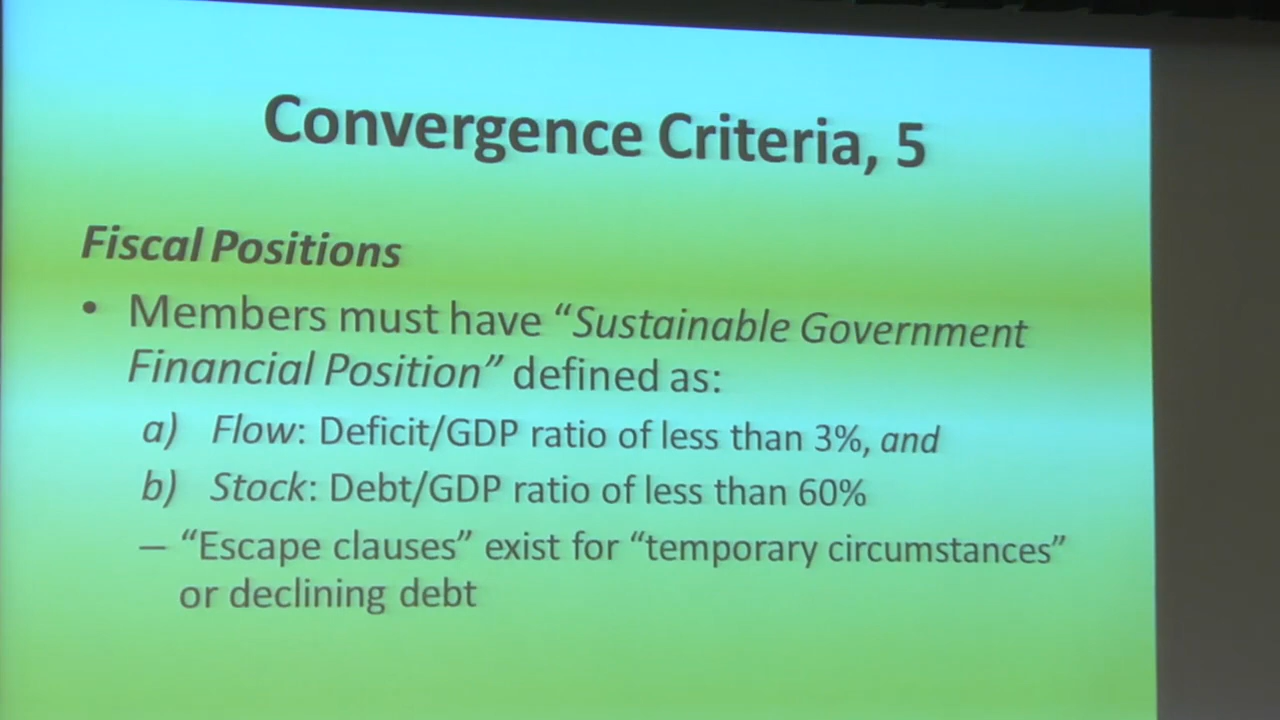 Convergence Criteria, 5
Fiscal Positions
• Members must have “Sustainable Government
Financial Position” defined as:
a) Flow: Deficit/GDP ratio of less than 3%, and
b) Stock: Debt/GDP ratio of less than 60%
– “Escape clauses” exist for “temporary circumstances”
or declining debt